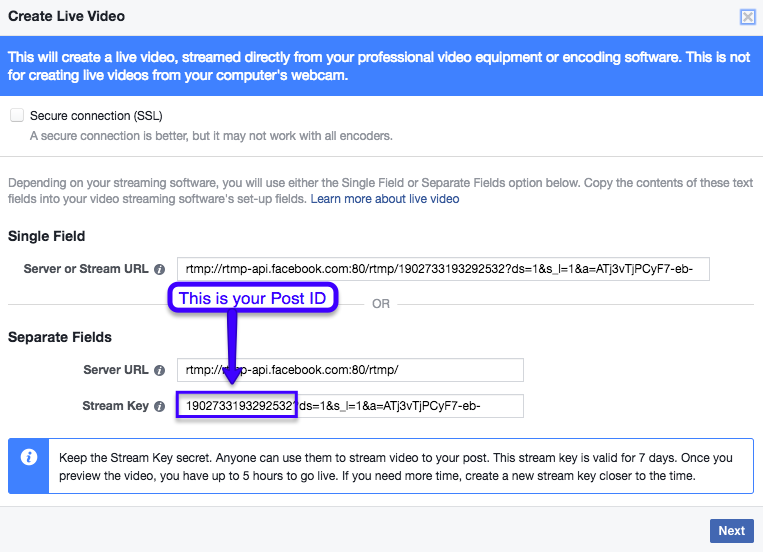 Create Live Video
This will create a live video, streamed directly from your professional video equipment or encoding software. This is not
for creating live videos from your computer's webcam.
Secure connection (SSL)
A secure connection is better, but it may not work with all encoders.
Depending on your streaming software, you will use either the Single Field or Separate Fields option below. Copy the contents of these text
fields into your video streaming software's set-up fields. Learn more about live video
Single Field
Server or Stream URL rtmp://rtmp-api.facebook.com:80/rtmp/1902733193292532?ds=1&s_l=1&a=ATj3vTjPCyF7-eb-
This is your Post ID
OR
Separate Fields
Server URL rtmp://rtmp-api.facebook.com:80/rtmp/
Stream Key 1902733193292532?ds=1&s_l=1&a=ATj3vTjPCyF7-eb-
Keep the Stream Key secret. Anyone can use them to stream video to your post. This stream key is valid for 7 days. Once you
preview the video, you have up to 5 hours to go live. If you need more time, create a new stream key closer to the time.
Next